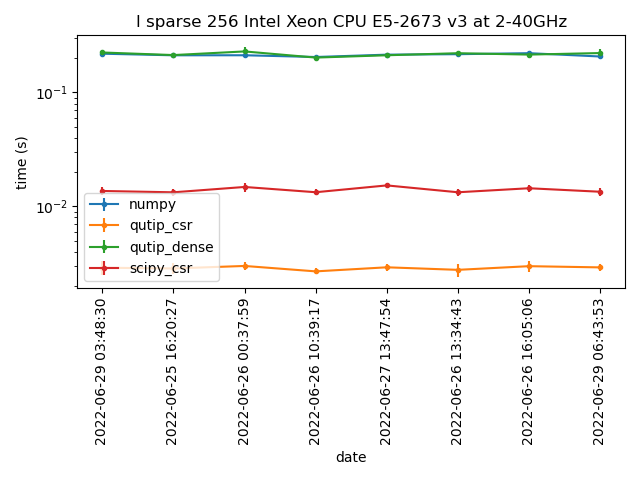 l sparse 256 Intel Xeon CPU E5-2673 v3 at 2-40GHz
time (s)
10⁻¹
10⁻²
numpy
qutip_csr
qutip_dense
scipy_csr
2022-06-29 03:48:30
2022-06-25 16:20:27
2022-06-26 00:37:59
2022-06-26 10:39:17
2022-06-27 13:47:54
2022-06-26 13:34:43
2022-06-26 16:05:06
2022-06-29 06:43:53
date